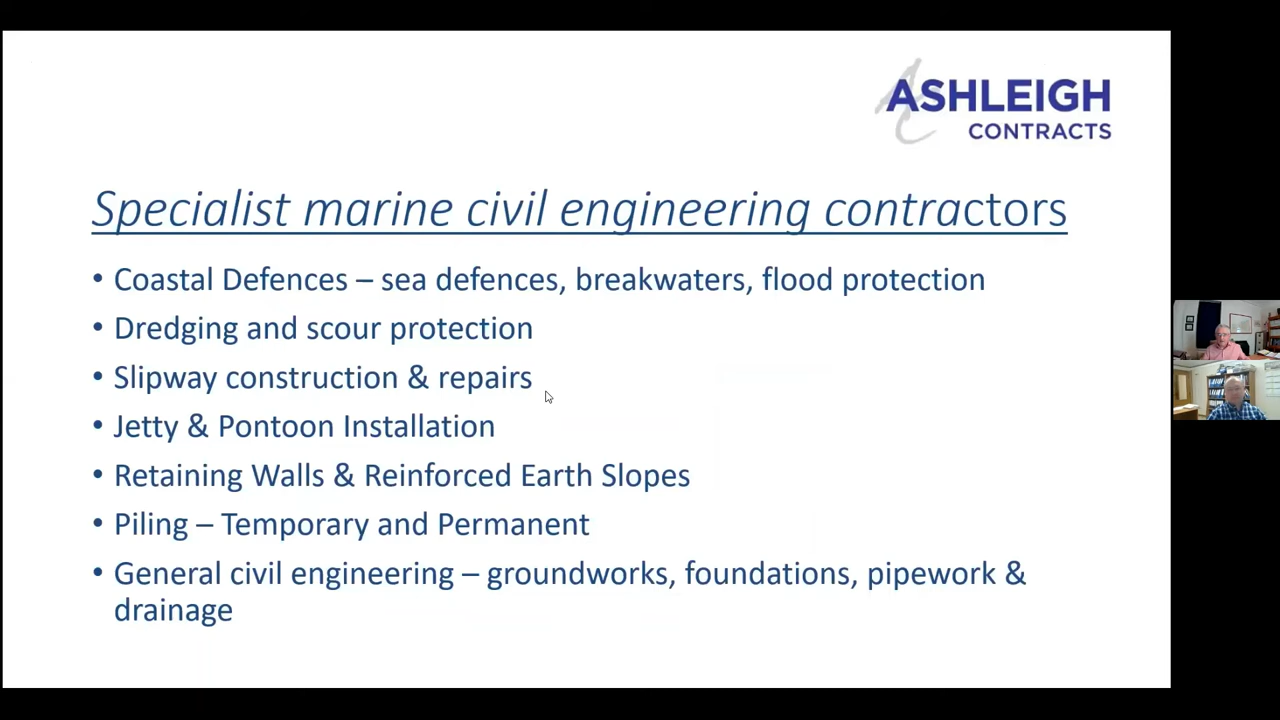 ASHLEIGH
CONTRACTS
Specialist marine civil engineering contractors
• Coastal Defences – sea defences, breakwaters, flood protection
• Dredging and scour protection
• Slipway construction & repairs
• Jetty & Pontoon Installation
• Retaining Walls & Reinforced Earth Slopes
• Piling – Temporary and Permanent
• General civil engineering – groundworks, foundations, pipework &
drainage